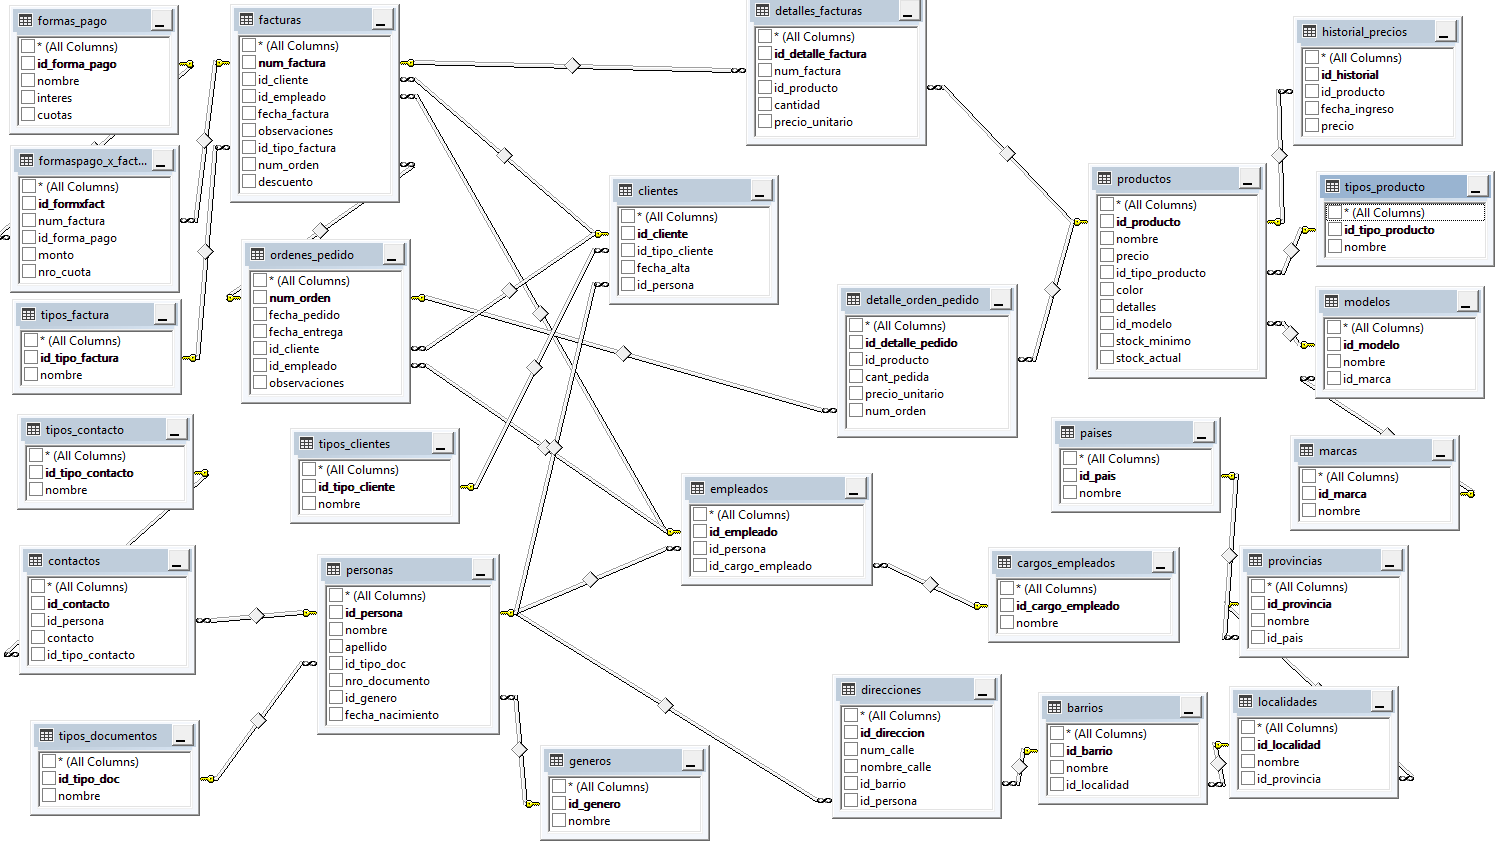 formas_pago
* (All Columns)
id_forma_pago
nombre
interes
cuotas
facturas
* (All Columns)
num_factura
id_cliente
id_empleado
fecha_factura
observaciones
id_tipo_factura
num_orden
descuento
detalles_facturas
* (All Columns)
id_detalle_factura
num_factura
id_producto
cantidad
precio_unitario
historial_precios
* (All Columns)
id_historial
id_producto
fecha_ingreso
precio
formaspago_x_fact...
* (All Columns)
id_formxfact
num_factura
id_forma_pago
monto
nro_cuota
clientes
* (All Columns)
id_cliente
id_tipo_cliente
fecha_alta
id_persona
productos
* (All Columns)
id_producto
nombre
precio
id_tipo_producto
color
detalles
id_modelo
stock_minimo
stock_actual
tipos_producto
* (All Columns)
id_tipo_producto
nombre
ordenes_pedido
* (All Columns)
num_orden
fecha_pedido
fecha_entrega
id_cliente
id_empleado
observaciones
tipos_factura
* (All Columns)
id_tipo_factura
nombre
detalle_orden_pedido
* (All Columns)
id_detalle_pedido
id_producto
cant_pedida
precio_unitario
num_orden
modelos
* (All Columns)
id_modelo
nombre
id_marca
tipos_contacto
* (All Columns)
id_tipo_contacto
nombre
tipos_clientes
* (All Columns)
id_tipo_cliente
nombre
paises
* (All Columns)
id_pais
nombre
marcas
* (All Columns)
id_marca
nombre
empleados
* (All Columns)
id_empleado
id_persona
id_cargo_empleado
contactos
* (All Columns)
id_contacto
id_persona
contacto
id_tipo_contacto
personas
* (All Columns)
id_persona
nombre
apellido
id_tipo_doc
nro_documento
id_genero
fecha_nacimiento
cargos_empleados
* (All Columns)
id_cargo_empleado
nombre
provincias
* (All Columns)
id_provincia
nombre
id_pais
direcciones
* (All Columns)
id_direccion
num_calle
nombre_calle
id_barrio
id_persona
barrios
* (All Columns)
id_barrio
nombre
id_localidad
localidades
* (All Columns)
id_localidad
nombre
id_provincia
tipos_documentos
* (All Columns)
id_tipo_doc
nombre
generos
* (All Columns)
id_genero
nombre